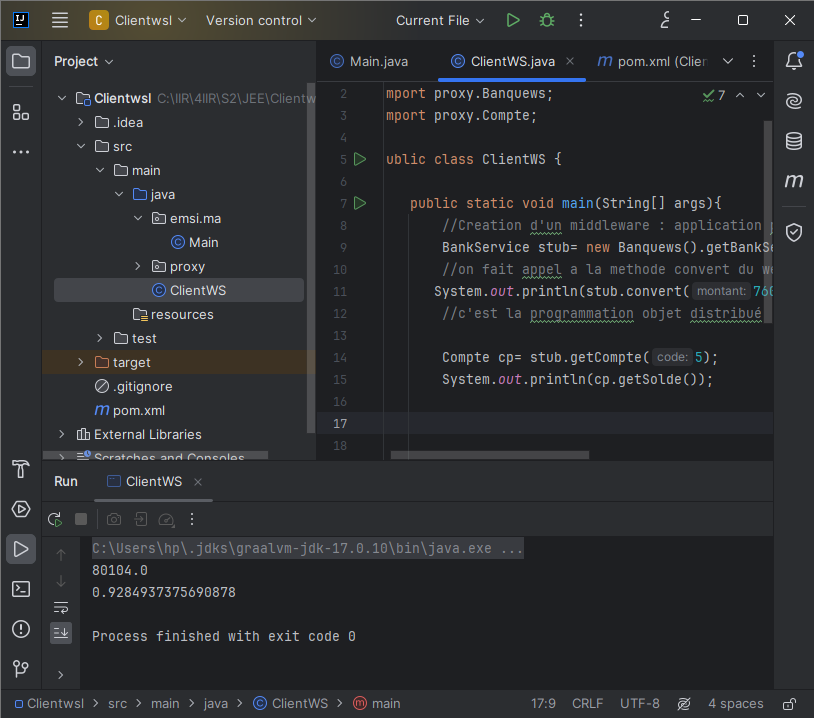 C Clientwsl Version control Current File
Project
Clientwsl C:\IIR\4IIR\S2\JEE\Clientw
.idea
src
main
java
emsi.ma
Main
proxy
ClientWS
resources
test
target
.gitignore
pom.xml
External Libraries
Scratches and Consoles
Main.java ClientWS.java pom.xml (Clien
2 mport proxy.Banquews;
7
3 mport proxy.Compte;
4
5 ublic class ClientWS {
6
7 public static void main(String[] args){
8 //Creation d'un middleware : application
9 BankService stub= new Banquews().getBankSe
10 //on fait appel a la methode convert du we
11 System.out.println(stub.convert( montant: 760
12 //c'est la programmation objet distribué
13
14 Compte cp= stub.getCompte( code: 5);
15 System.out.println(cp.getSolde());
16
17
18
Run ClientWS
C:\Users\hp\.jdks\graalvm-jdk-17.0.10\bin\java.exe ...
80104.0
0.9284937375690878
Process finished with exit code 0
Clientwsl > src > main > java > ClientWS > main 17:9 CRLF UTF-8 4 spaces